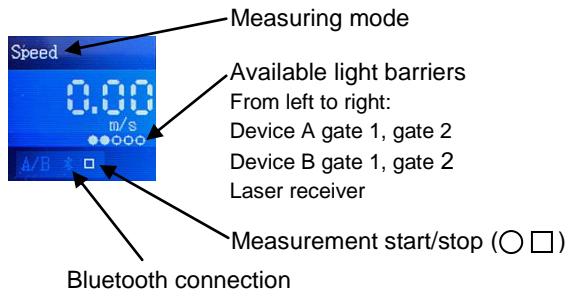 Measuring mode
Speed
0.00
m/s
Available light barriers
From left to right:
Device A gate 1, gate 2
Device B gate 1, gate 2
Laser receiver
A/B
Measurement start/stop (○ □)
Bluetooth connection